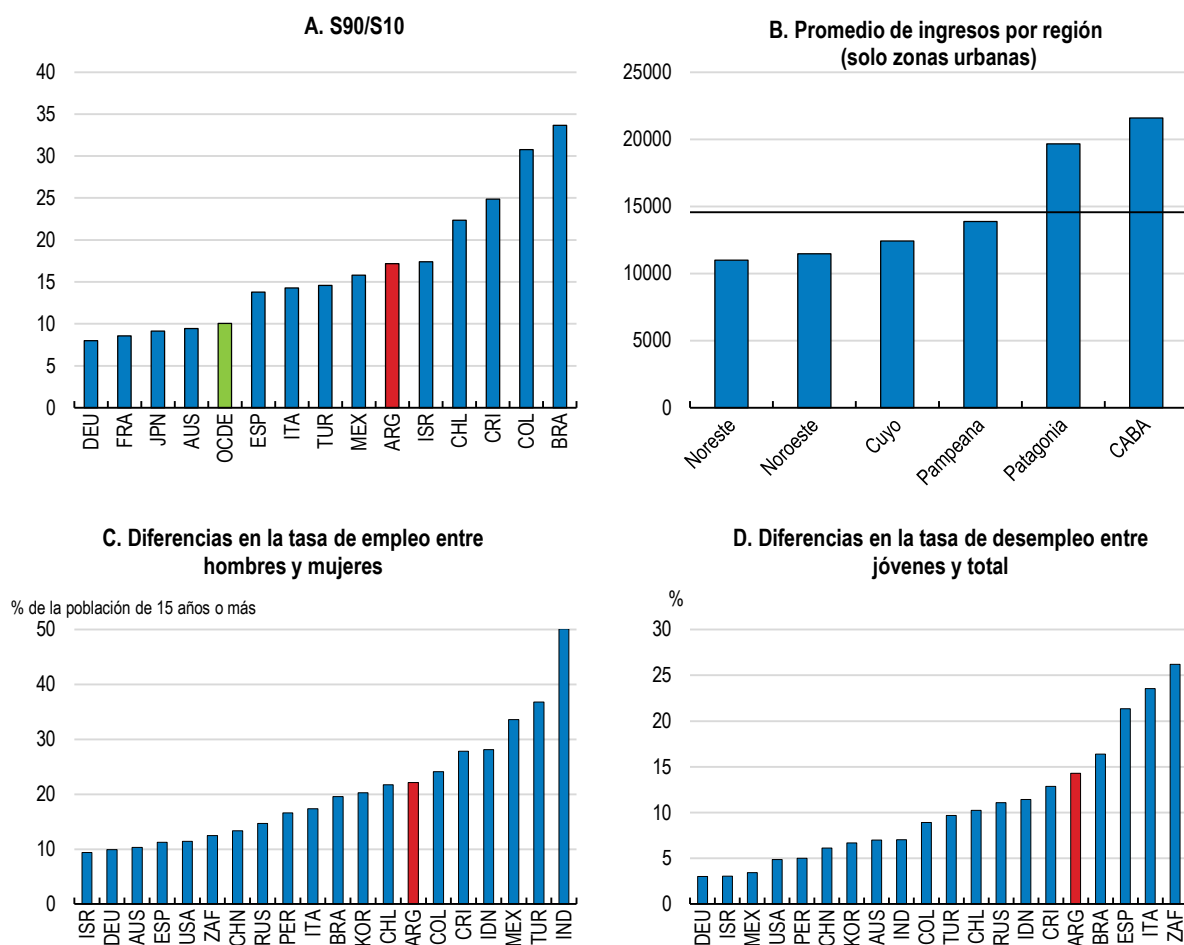 A. S90/S10
40
35
30
25
20
15
10
5
0
DEU
FRA
JPN
AUS
OCDE
ESP
ITA
TUR
MEX
ARG
ISR
CHL
CRI
COL
BRA
B. Promedio de ingresos por región
(solo zonas urbanas)
25000
20000
15000
10000
5000
0
Noreste
Noroeste
Cuyo
Pampeana
Patagonia
CABA
C. Diferencias en la tasa de empleo entre
hombres y mujeres
% de la población de 15 años o más
50
40
30
20
10
0
ISR
DEU
AUS
ESP
USA
ZAF
CHN
RUS
PER
ITA
BRA
KOR
CHL
ARG
COL
CRI
IDN
MEX
TUR
IND
D. Diferencias en la tasa de desempleo entre
jóvenes y total
%
30
25
20
15
10
5
0
DEU
ISR
MEX
USA
PER
CHN
KOR
AUS
IND
COL
TUR
CHL
RUS
IDN
CRI
ARG
BRA
ESP
ITA
ZAF